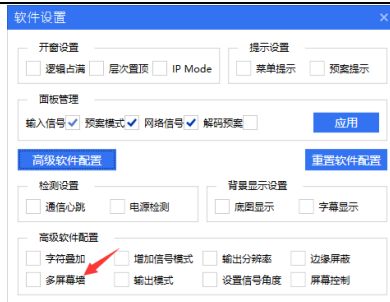 软件设置 ×
开窗设置 提示设置
逻辑占满 层次置顶 IP Mode 菜单提示 预案提示
面板管理
输入信号 预案模式 网络信号 解码预案 应用
高级软件配置 重置软件配置
检测设置 背景显示设置
通信心跳 电源检测 底图显示 字幕显示
高级软件配置
字符叠加 增加信号模式 输出分辨率 边缘屏蔽
多屏幕墙 输出模式 设置信号角度 屏幕控制